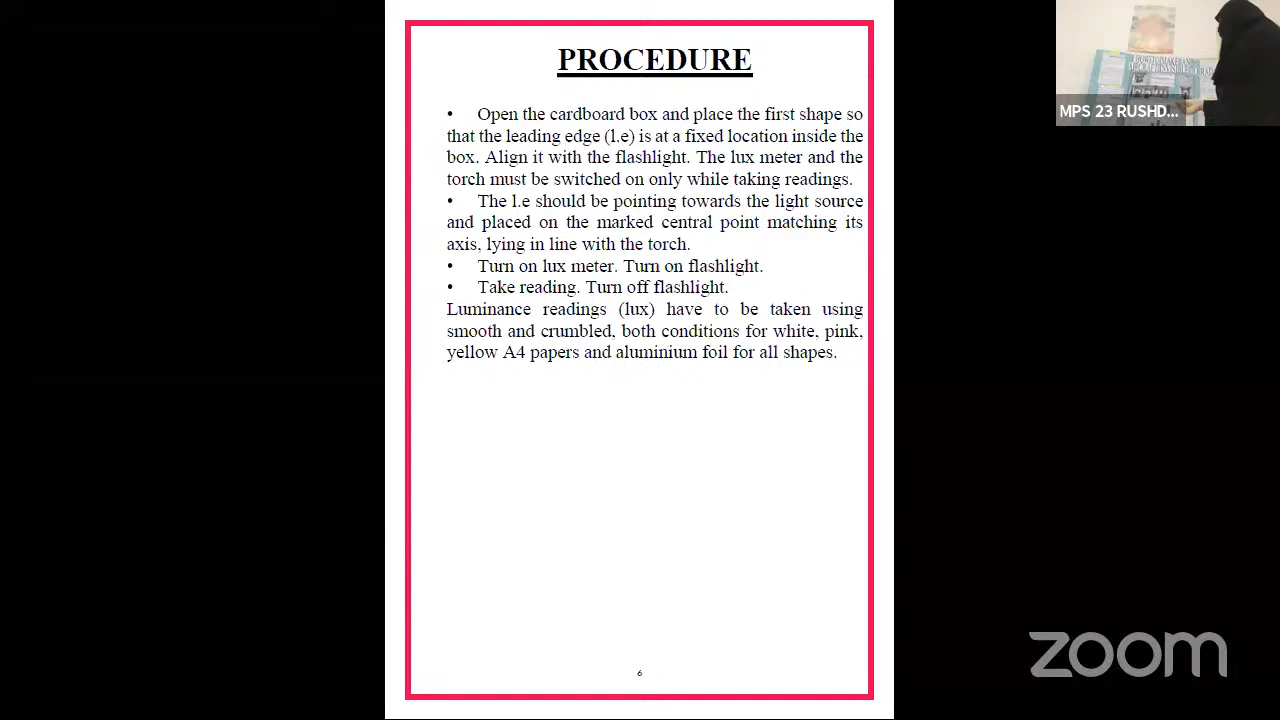 PROCEDURE
• Open the cardboard box and place the first shape so
that the leading edge (l.e) is at a fixed location inside the
box. Align it with the flashlight. The lux meter and the
torch must be switched on only while taking readings.
• The l.e should be pointing towards the light source
and placed on the marked central point matching its
axis, lying in line with the torch.
• Turn on lux meter. Turn on flashlight.
• Take reading. Turn off flashlight.
Luminance readings (lux) have to be taken using
smooth and crumbled, both conditions for white, pink,
yellow A4 papers and aluminium foil for all shapes.
6
MPS 23 RUSHD...
zoom